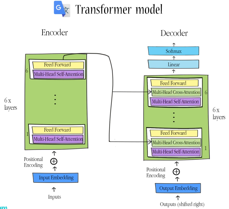 Transformer model
Encoder
Decoder
Softmax
Linear
Feed Forward
Multi-Head Self-Attention
Feed Forward
Multi-Head Cross-Attention
Multi-Head Self-Attention
6 x
layers
6 x
layers
Feed Forward
Multi-Head Self-Attention
Feed Forward
Multi-Head Cross-Attention
Multi-Head Self-Attention
Positional
Encoding
Positional
Encoding
Input Embedding
Output Embedding
Inputs
Outputs (shifted right)